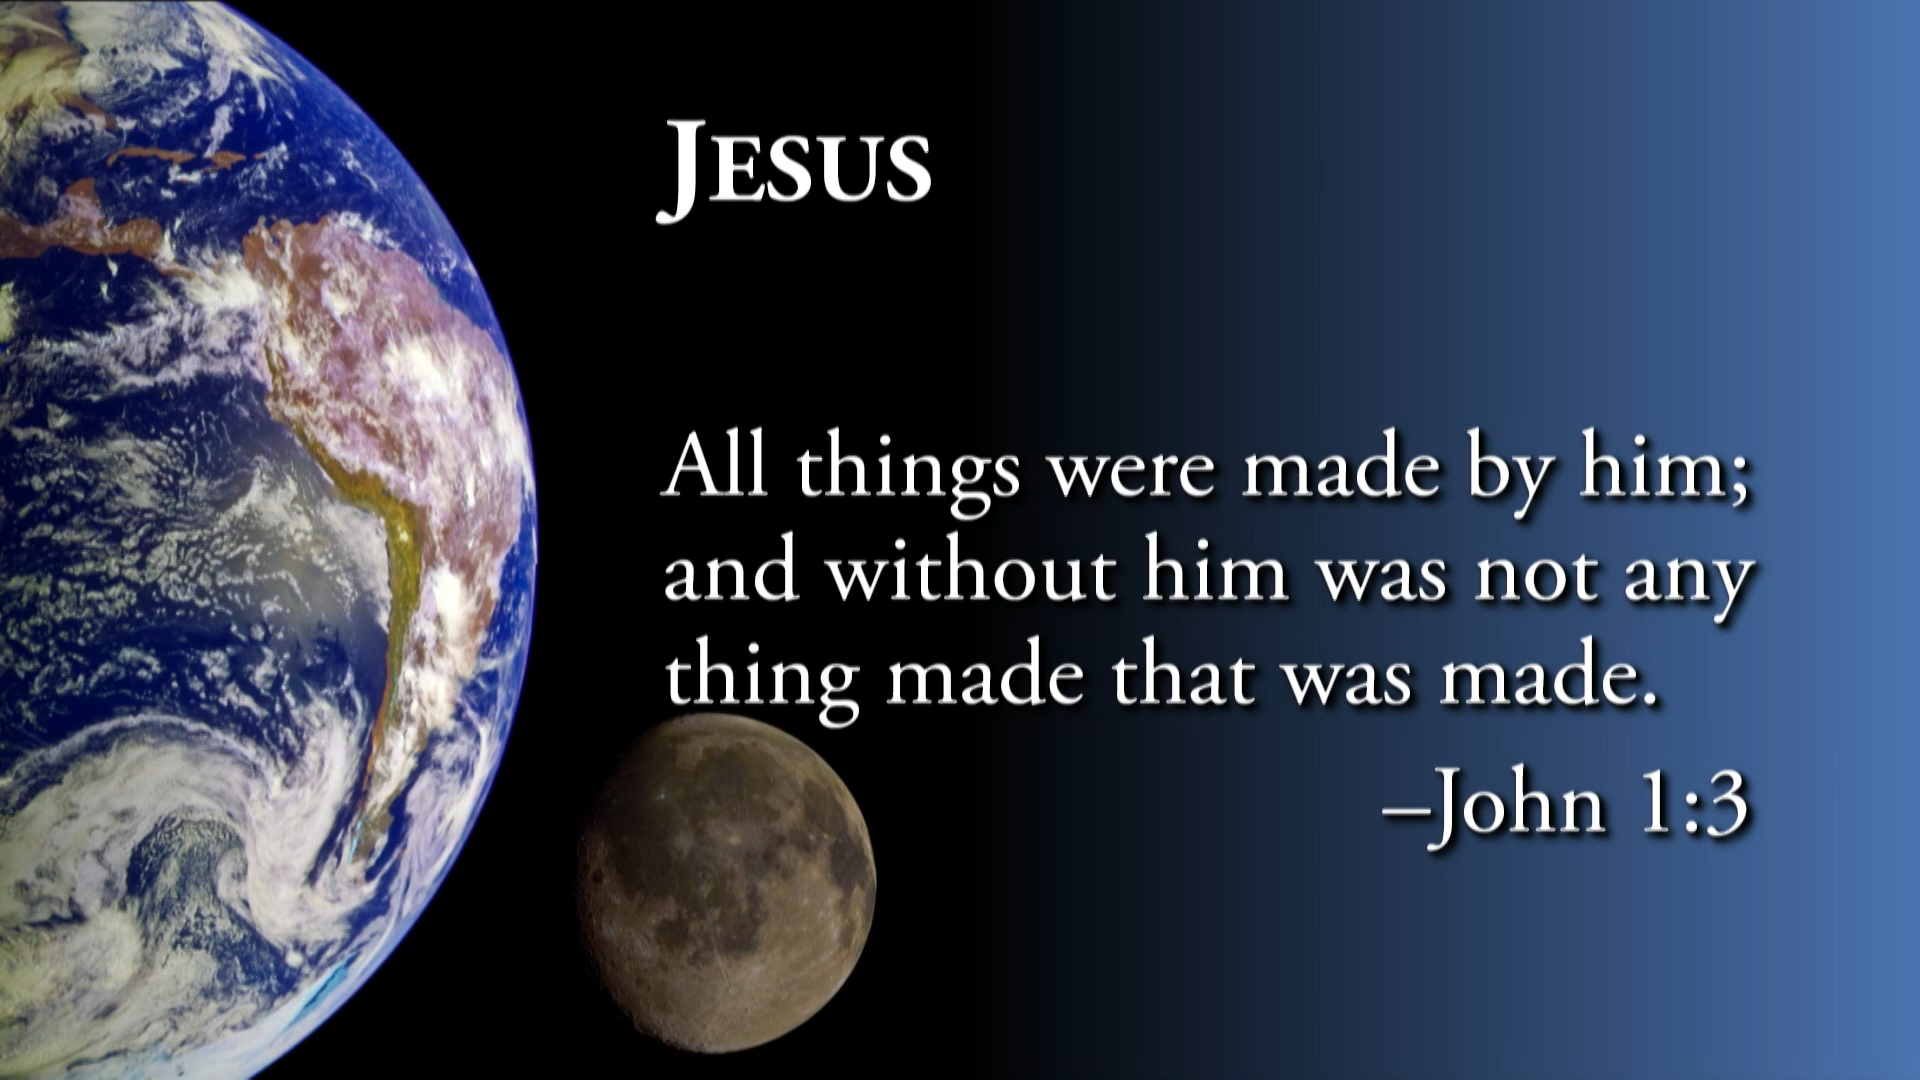 JESUS
All things were made by him;
and without him was not any
thing made that was made.
–John 1:3